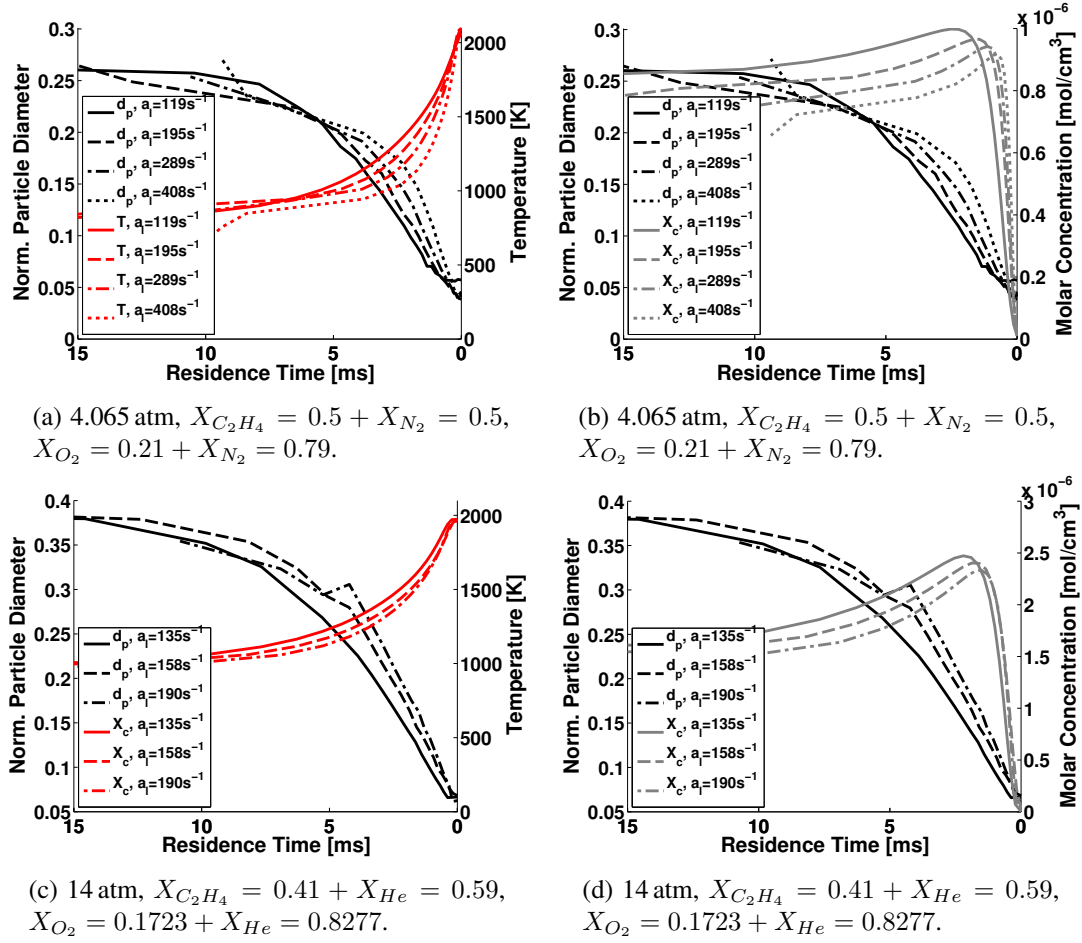 0.3
0.25
0.2
0.15
0.1
0.05
0
Norm. Particle Diameter
d_p, a_l=119s^-1
d_p, a_l=195s^-1
d_p, a_l=289s^-1
d_p, a_l=408s^-1
T, a_l=119s^-1
T, a_l=195s^-1
T, a_l=289s^-1
T, a_l=408s^-1
2000
1500
1000
500
0
Temperature [K]
15 10 5 0
Residence Time [ms]
(a) 4.065 atm, X_{C_2H_4} = 0.5 + X_{N_2} = 0.5,
X_{O_2} = 0.21 + X_{N_2} = 0.79.
0.3
0.25
0.2
0.15
0.1
0.05
0
Norm. Particle Diameter
d_p, a_l=119s^-1
d_p, a_l=195s^-1
d_p, a_l=289s^-1
d_p, a_l=408s^-1
X_c, a_l=119s^-1
X_c, a_l=195s^-1
X_c, a_l=289s^-1
X_c, a_l=408s^-1
x 10^-6
1
0.8
0.6
0.4
0.2
0
Molar Concentration [mol/cm^3]
15 10 5 0
Residence Time [ms]
(b) 4.065 atm, X_{C_2H_4} = 0.5 + X_{N_2} = 0.5,
X_{O_2} = 0.21 + X_{N_2} = 0.79.
0.4
0.35
0.3
0.25
0.2
0.15
0.1
0.05
Norm. Particle Diameter
d_p, a_l=135s^-1
d_p, a_l=158s^-1
d_p, a_l=190s^-1
X_c, a_l=135s^-1
X_c, a_l=158s^-1
X_c, a_l=190s^-1
2000
1500
1000
500
0
Temperature [K]
15 10 5 0
Residence Time [ms]
(c) 14 atm, X_{C_2H_4} = 0.41 + X_{He} = 0.59,
X_{O_2} = 0.1723 + X_{He} = 0.8277.
0.4
0.35
0.3
0.25
0.2
0.15
0.1
0.05
Norm. Particle Diameter
d_p, a_l=135s^-1
d_p, a_l=158s^-1
d_p, a_l=190s^-1
X_c, a_l=135s^-1
X_c, a_l=158s^-1
X_c, a_l=190s^-1
x 10^-6
3
2.5
2
1.5
1
0.5
0
Molar Concentration [mol/cm^3]
15 10 5 0
Residence Time [ms]
(d) 14 atm, X_{C_2H_4} = 0.41 + X_{He} = 0.59,
X_{O_2} = 0.1723 + X_{He} = 0.8277.